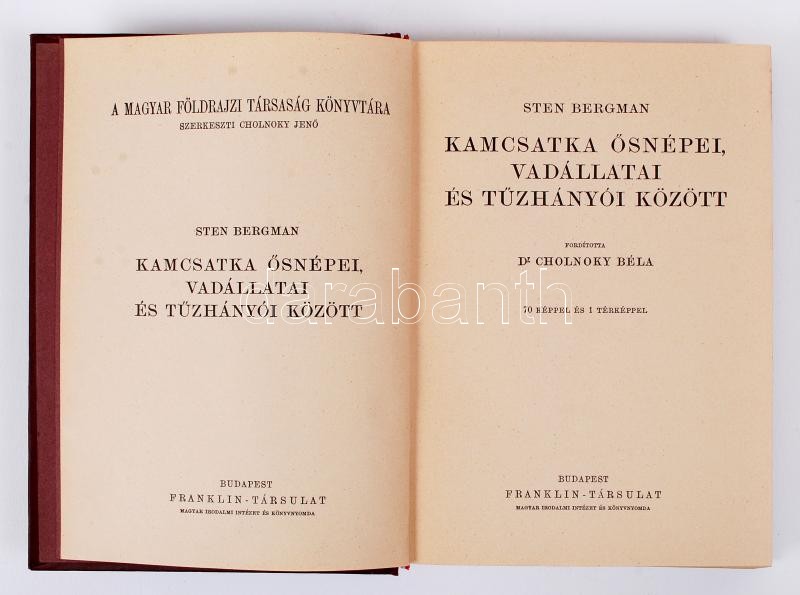 A MAGYAR FÖLDRAJZI TÁRSASÁG KÖNYVTÁRA
SZERKESZTI CHOLNOKY JENŐ
STEN BERGMAN
KAMCSATKA ŐSNÉPEI,
VADÁLLATAI
ÉS TŰZHÁNYÓI KÖZÖTT
BUDAPEST
FRANKLIN-TÁRSULAT
MAGYAR IRODALMI INTÉZET ÉS KÖNYVNYOMDA
STEN BERGMAN
KAMCSATKA ŐSNÉPEI,
VADÁLLATAI
ÉS TŰZHÁNYÓI KÖZÖTT
FORDÍTOTTA
Dr CHOLNOKY BÉLA
70 KÉPPEL ÉS 1 TÉRKÉPPEL
BUDAPEST
FRANKLIN-TÁRSULAT
MAGYAR IRODALMI INTÉZET ÉS KÖNYVNYOMDA
darabanth